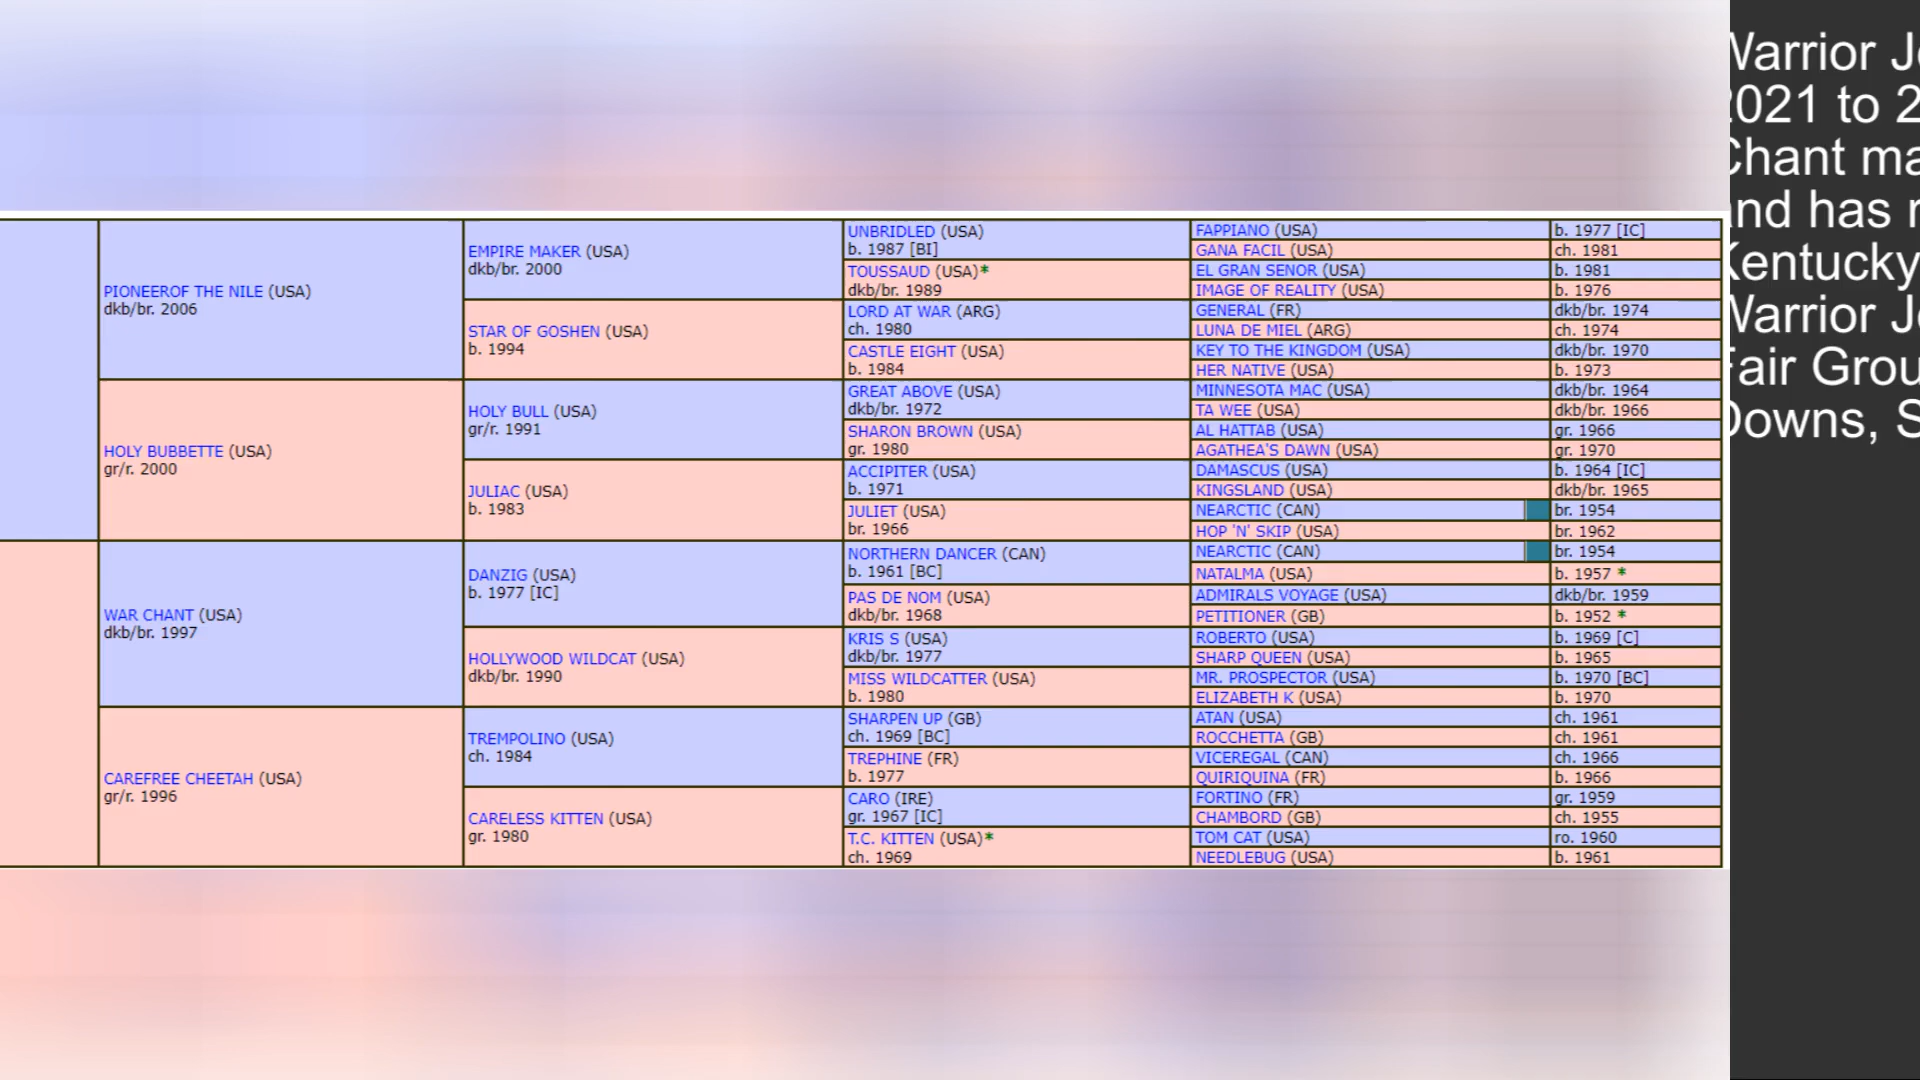 PIONEEROF THE NILE (USA)
dkb/br. 2006
HOLY BUBBETTE (USA)
gr/r. 2000
WAR CHANT (USA)
dkb/br. 1997
CAREFREE CHEETAH (USA)
gr/r. 1996
EMPIRE MAKER (USA)
dkb/br. 2000
STAR OF GOSHEN (USA)
b. 1994
HOLY BULL (USA)
gr/r. 1991
JULIAC (USA)
b. 1983
DANZIG (USA)
b. 1977 [IC]
HOLLYWOOD WILDCAT (USA)
dkb/br. 1990
TREMPOLINO (USA)
ch. 1984
CARELESS KITTEN (USA)
gr. 1980
UNBRIDLED (USA)
b. 1987 [BI]
TOUSSAUD (USA)*
dkb/br. 1989
LORD AT WAR (ARG)
ch. 1980
CASTLE EIGHT (USA)
b. 1984
GREAT ABOVE (USA)
dkb/br. 1972
SHARON BROWN (USA)
gr. 1980
ACCIPITER (USA)
b. 1971
JULIET (USA)
br. 1966
NORTHERN DANCER (CAN)
b. 1961 [BC]
PAS DE NOM (USA)
dkb/br. 1968
KRIS S (USA)
dkb/br. 1977
MISS WILDCATTER (USA)
b. 1980
SHARPEN UP (GB)
ch. 1969 [BC]
TREPHINE (FR)
b. 1977
CARO (IRE)
gr. 1967 [IC]
T.C. KITTEN (USA)*
ch. 1969
FAPPIANO (USA) b. 1977 [IC]
GANA FACIL (USA) ch. 1981
EL GRAN SENOR (USA) b. 1981
IMAGE OF REALITY (USA) b. 1976
GENERAL (FR) dkb/br. 1974
LUNA DE MIEL (ARG) ch. 1974
KEY TO THE KINGDOM (USA) dkb/br. 1970
HER NATIVE (USA) b. 1973
MINNESOTA MAC (USA) dkb/br. 1964
TA WEE (USA) dkb/br. 1966
AL HATTAB (USA) gr. 1966
AGATHEA'S DAWN (USA) gr. 1970
DAMASCUS (USA) b. 1964 [IC]
KINGSLAND (USA) dkb/br. 1965
NEARCTIC (CAN) br. 1954
HOP 'N' SKIP (USA) br. 1962
NEARCTIC (CAN) br. 1954
NATALMA (USA) b. 1957 *
ADMIRALS VOYAGE (USA) dkb/br. 1959
PETITIONER (GB) b. 1952 *
ROBERTO (USA) b. 1969 [C]
SHARP QUEEN (USA) b. 1965
MR. PROSPECTOR (USA) b. 1970 [BC]
ELIZABETH K (USA) b. 1970
ATAN (USA) ch. 1961
ROCCHETTA (GB) ch. 1961
VICEREGAL (CAN) ch. 1966
QUIRIQUINA (FR) b. 1966
FORTINO (FR) gr. 1959
CHAMBORD (GB) ch. 1955
TOM CAT (USA) ro. 1960
NEEDLEBUG (USA) b. 1961
Warrior
2021 to
Chant
and has
Kentucky
Warrior
Fair
Downs,